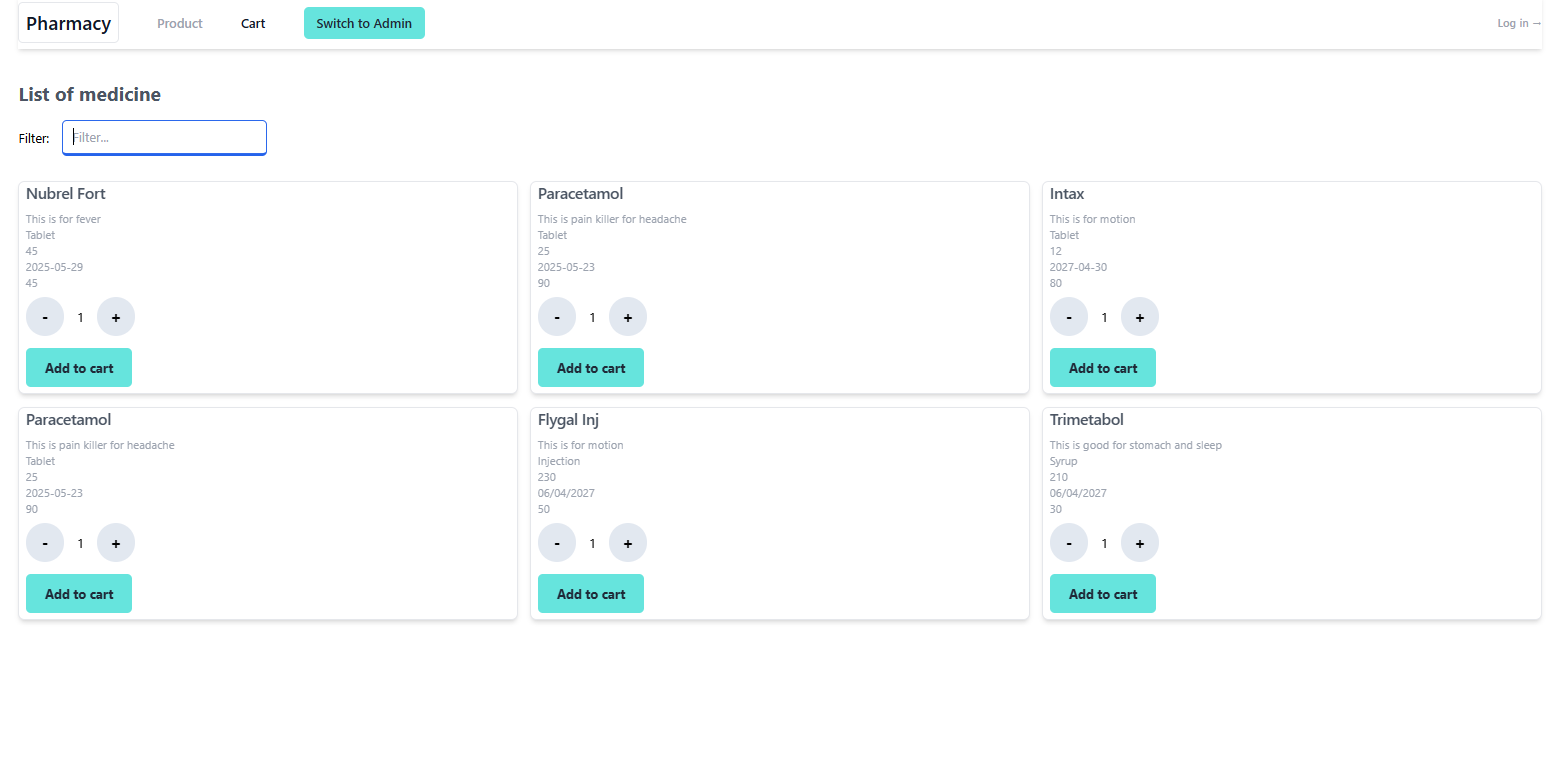 Pharmacy Product Cart Switch to Admin Log in →
List of medicine
Filter: Filter...
Nubrel Fort
This is for fever
Tablet
45
2025-05-29
45
- 1 +
Add to cart
Paracetamol
This is pain killer for headache
Tablet
25
2025-05-23
90
- 1 +
Add to cart
Intax
This is for motion
Tablet
12
2027-04-30
80
- 1 +
Add to cart
Paracetamol
This is pain killer for headache
Tablet
25
2025-05-23
90
- 1 +
Add to cart
Flygal Inj
This is for motion
Injection
230
06/04/2027
50
- 1 +
Add to cart
Trimetabol
This is good for stomach and sleep
Syrup
210
06/04/2027
30
- 1 +
Add to cart